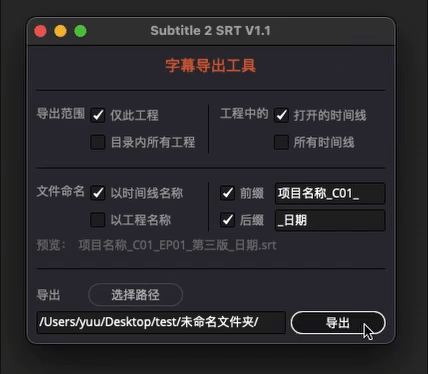 Subtitle 2 SRT V1.1
字幕导出工具
导出范围 仅此工程 工程中的 打开的时间线
目录内所有工程 所有时间线
文件命名 以时间线名称 前缀 项目名称_C01_
以工程名称 后缀 _日期
预览： 项目名称_C01_EP01_第三版_日期.srt
导出 选择路径
/Users/yuu/Desktop/test/未命名文件夹/ 导出